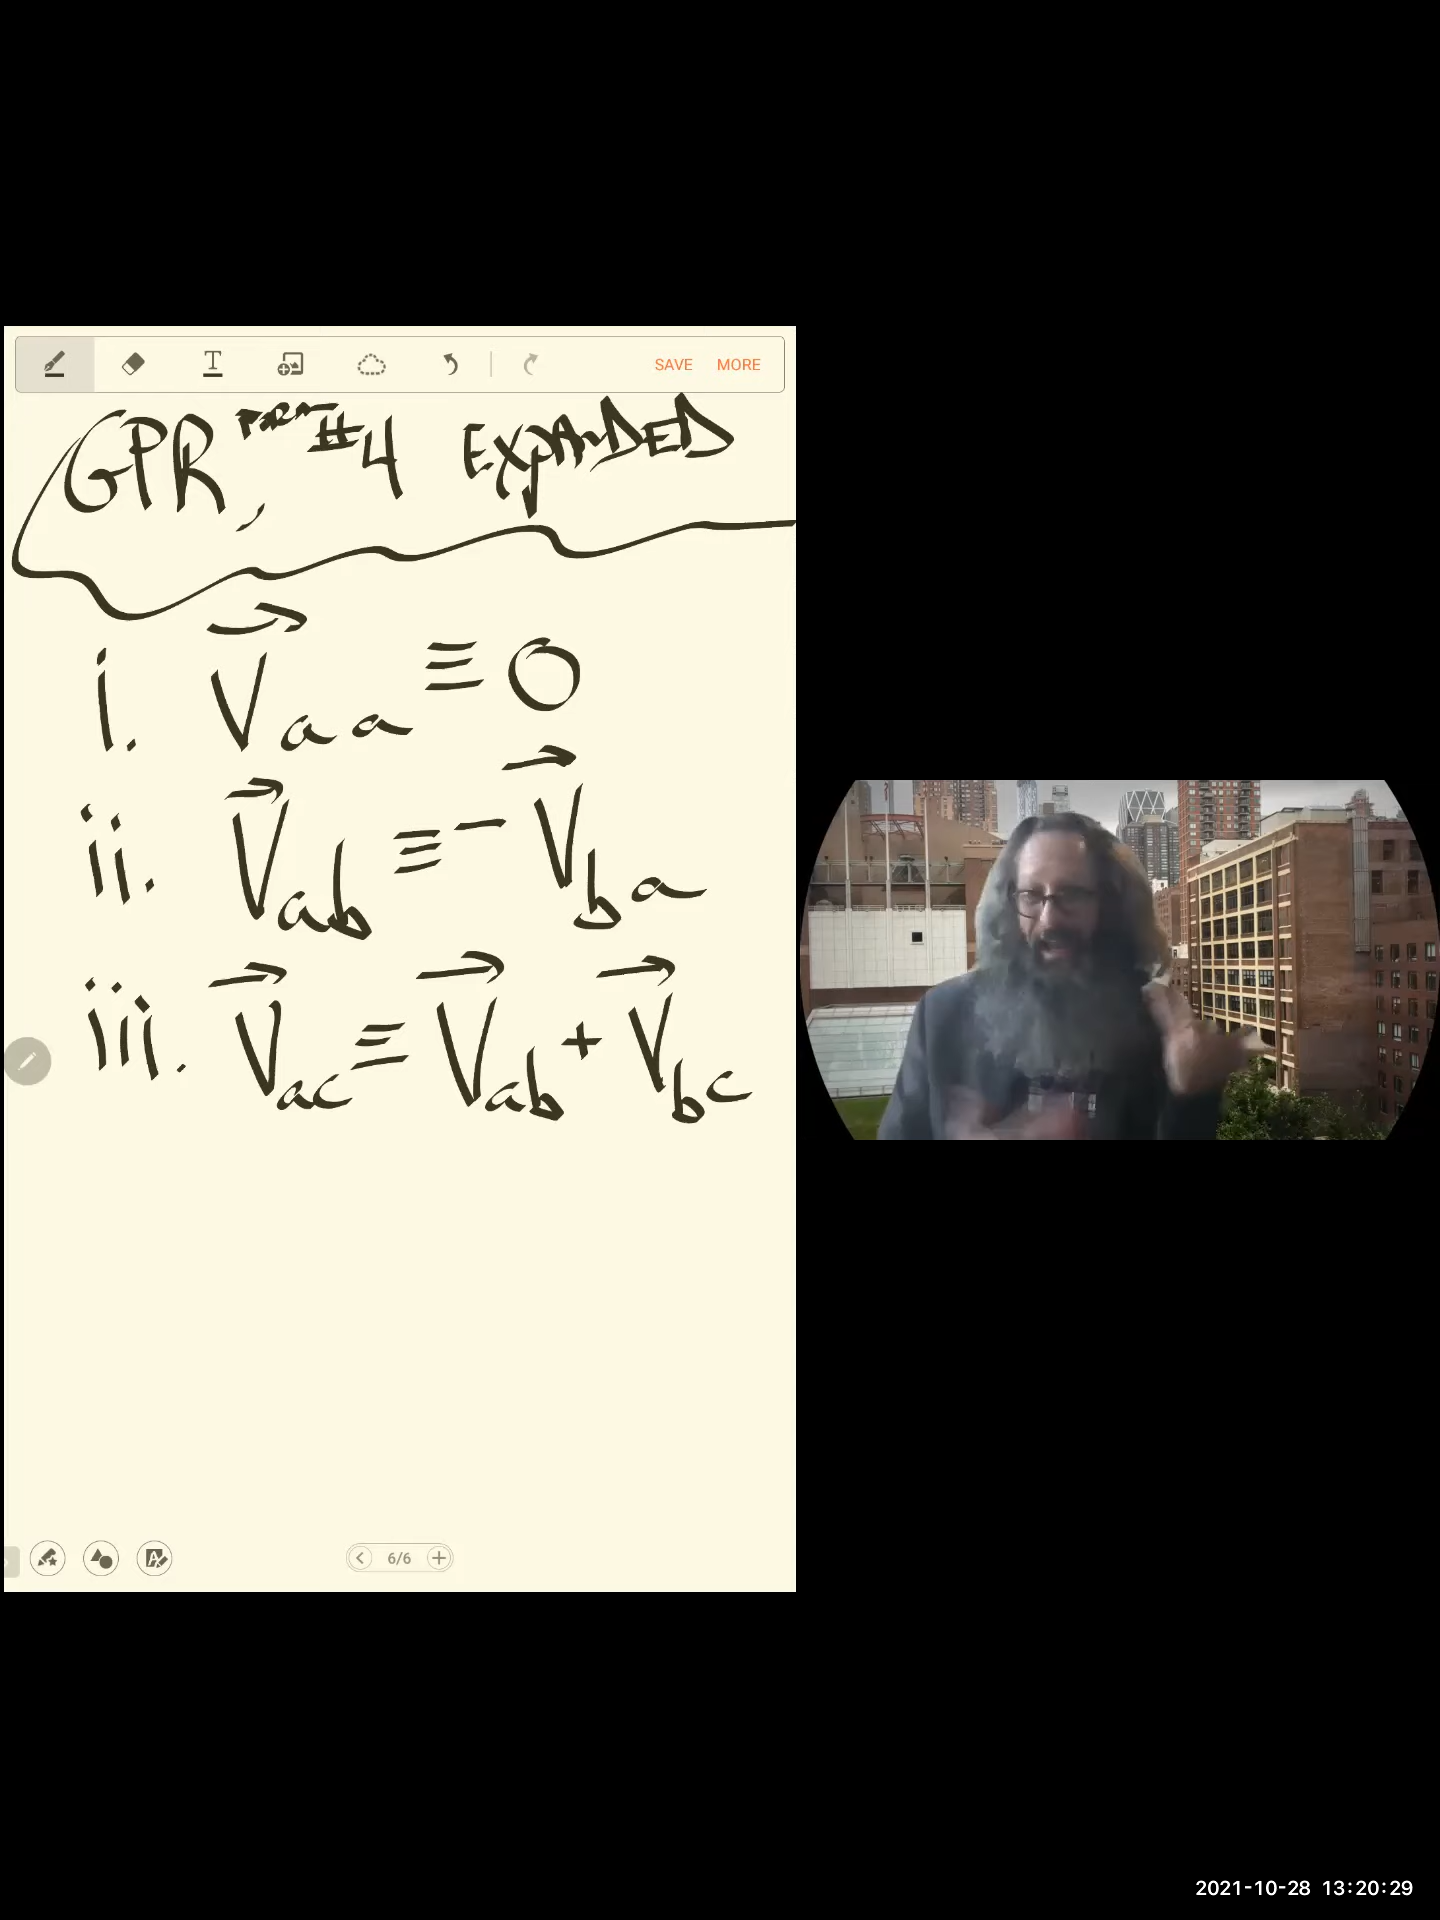 T
SAVE MORE
GPR, #4 EXPANDED
i. V⃗aa ≡ 0
ii. V⃗ab ≡ - V⃗ba
iii. V⃗ac ≡ V⃗ab + V⃗bc
A
6/6
2021-10-28 13:20:29